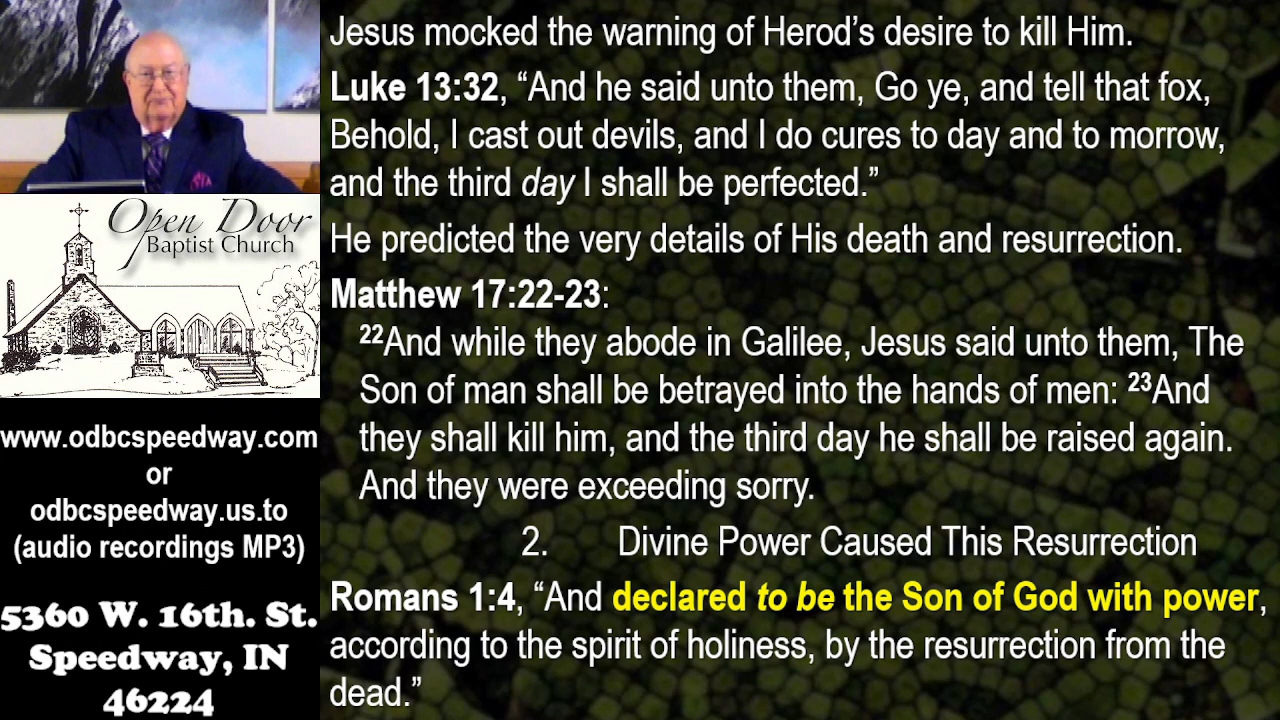 Jesus mocked the warning of Herod’s desire to kill Him.
Luke 13:32, “And he said unto them, Go ye, and tell that fox,
Behold, I cast out devils, and I do cures to day and to morrow,
and the third day I shall be perfected.”
He predicted the very details of His death and resurrection.
Matthew 17:22-23:
22And while they abode in Galilee, Jesus said unto them, The
Son of man shall be betrayed into the hands of men: 23And
they shall kill him, and the third day he shall be raised again.
And they were exceeding sorry.
2. Divine Power Caused This Resurrection
Romans 1:4, “And declared to be the Son of God with power,
according to the spirit of holiness, by the resurrection from the
dead.”
Open Door
Baptist Church
www.odbcspeedway.com
or
odbcspeedway.us.to
(audio recordings MP3)
5360 W. 16th. St.
Speedway, IN
46224